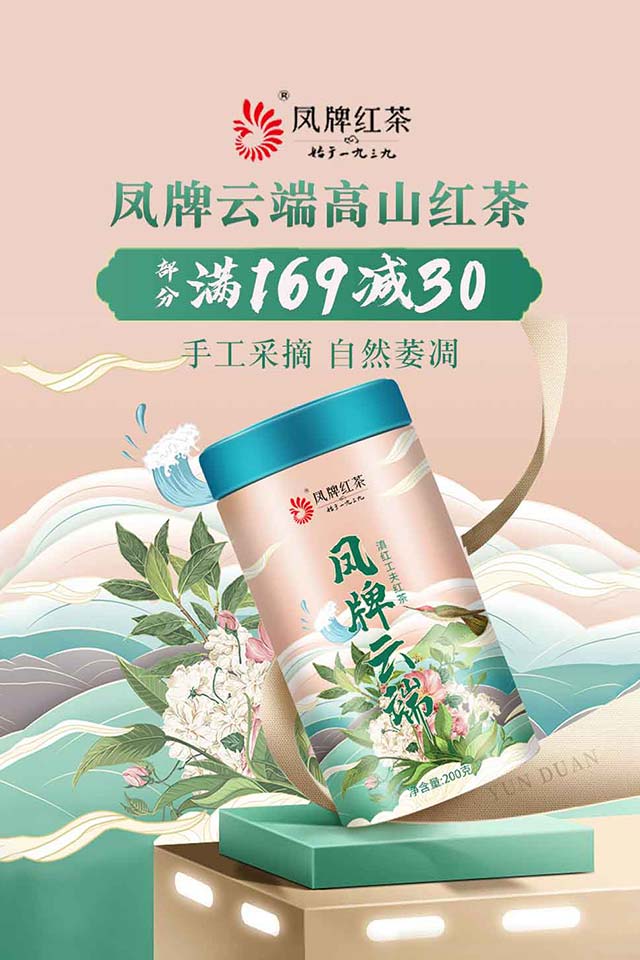 ®
凤牌红茶
始于一九三九
凤牌云端高山红茶
部分 满169减30
手工采摘 自然萎凋
®
凤牌红茶
始于一九三九
滇红工夫红茶
凤牌云端
净含量:200克
YUN DUAN